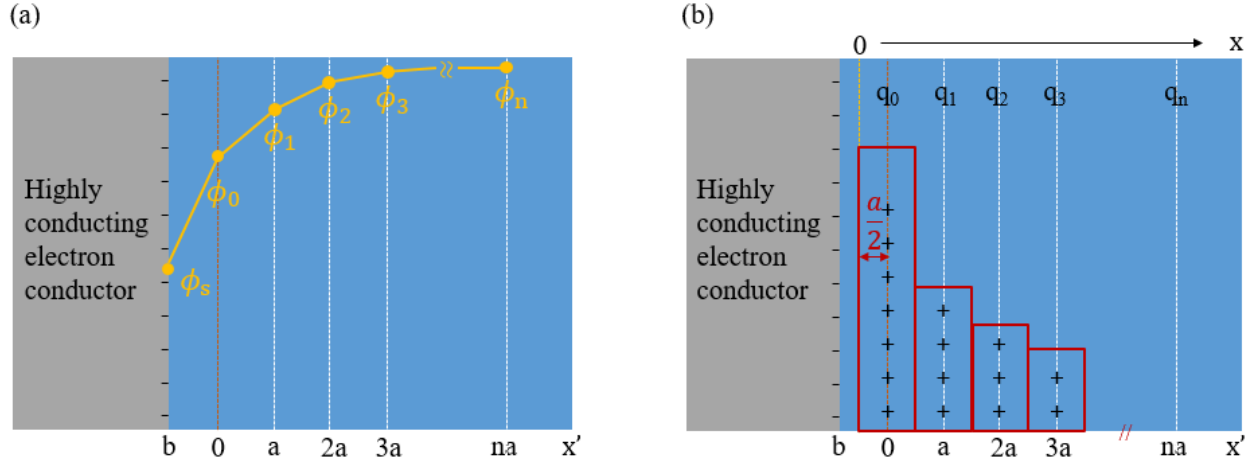 (a)
ϕs
ϕ0
ϕ1
ϕ2
ϕ3
ϕn
Highly
conducting
electron
conductor
b 0 a 2a 3a na x’
(b)
0 x
q0 q1 q2 q3 qn
a
2
Highly
conducting
electron
conductor
b 0 a 2a 3a na x’